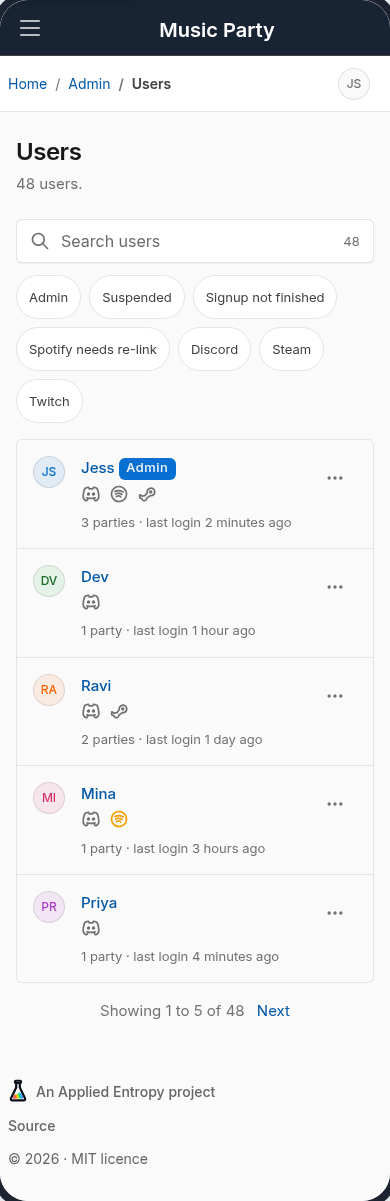 Music Party
Home / Admin / Users
JS
Users
48 users.
Search users
48
Admin
Suspended
Signup not finished
Spotify needs re-link
Discord
Steam
Twitch
JS
Jess Admin
3 parties · last login 2 minutes ago
DV
Dev
1 party · last login 1 hour ago
RA
Ravi
2 parties · last login 1 day ago
MI
Mina
1 party · last login 3 hours ago
PR
Priya
1 party · last login 4 minutes ago
Showing 1 to 5 of 48 Next
An Applied Entropy project
Source
© 2026 · MIT licence